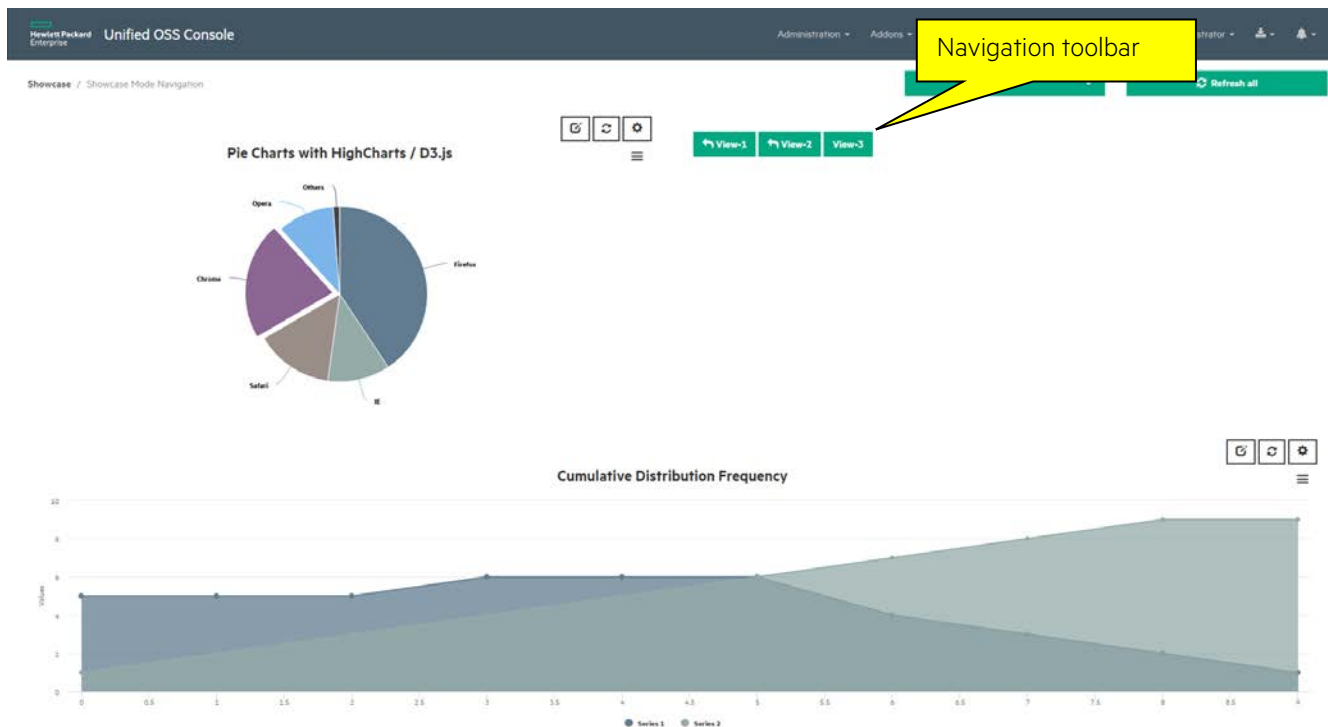 Hewlett Packard
Enterprise
Unified OSS Console
Administration
Addons
strator
Navigation toolbar
Showcase / Showcase Mode Navigation
Refresh all
View-1
View-2
View-3
Pie Charts with HighCharts / D3.js
Others
Opera
Firefox
Chrome
Safari
IE
Cumulative Distribution Frequency
Values
10
8
6
4
2
0
0 0.5 1 1.5 2 2.5 3 3.5 4 4.5 5 5.5 6 6.5 7 7.5 8 8.5 9
Series 1 Series 2